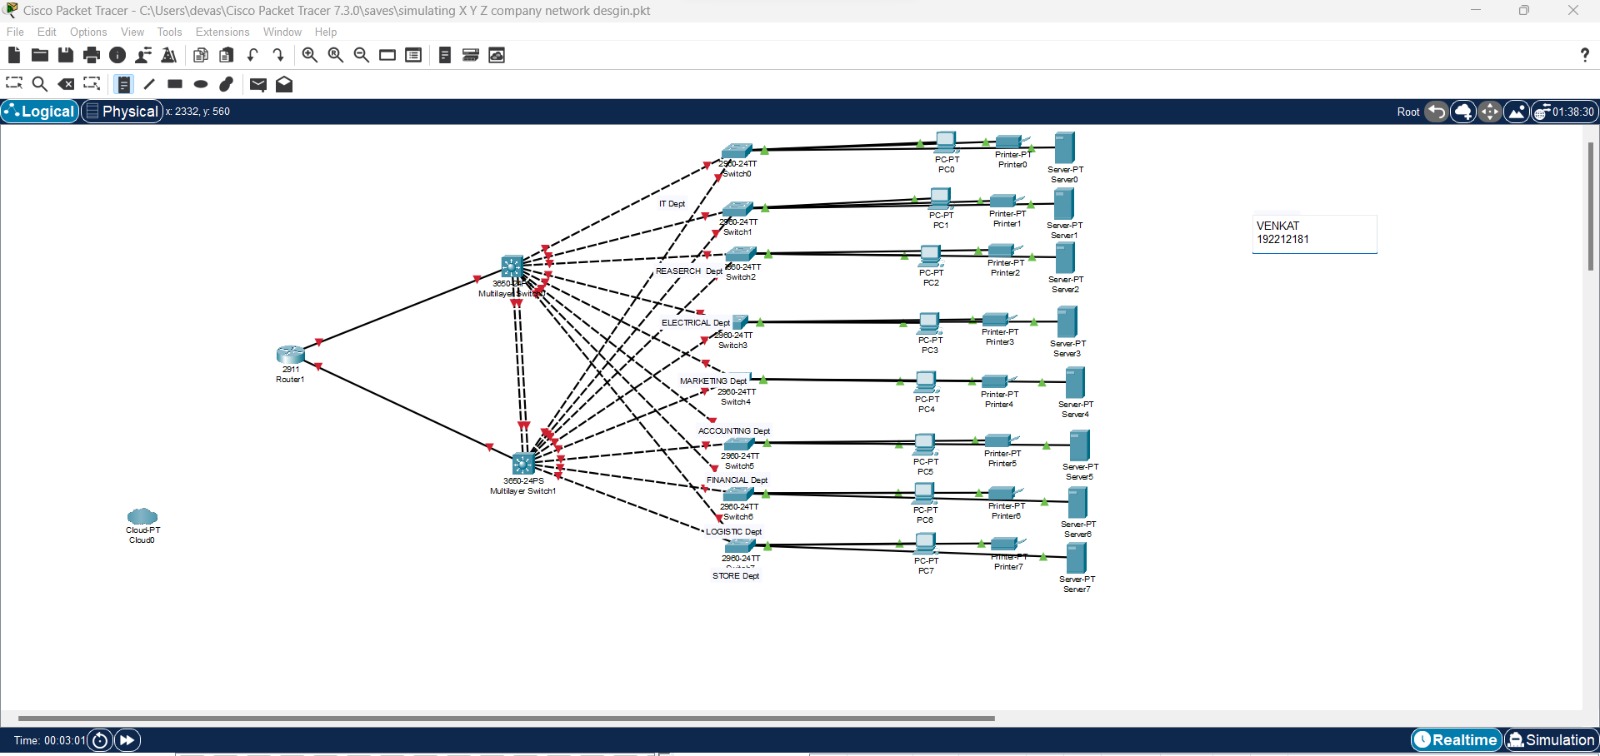 Cisco Packet Tracer - C:\Users\devas\Cisco Packet Tracer 7.3.0\saves\simulating X Y Z company network desgin.pkt
File Edit Options View Tools Extensions Window Help
?
Logical Physical x: 2332, y: 560 Root 01:38:30
2960-24TT
Switch0
PC-PT
PC0
Printer-PT
Printer0
Server-PT
Server0
IT Dept
2960-24TT
Switch1
PC-PT
PC1
Printer-PT
Printer1
Server-PT
Server1
VENKAT
192212181
REASERCH Dept
2960-24TT
Switch2
PC-PT
PC2
Printer-PT
Printer2
Server-PT
Server2
3650-24PS
Multilayer Switch0
ELECTRICAL Dept
2960-24TT
Switch3
PC-PT
PC3
Printer-PT
Printer3
Server-PT
Server3
2911
Router1
MARKETING Dept
2960-24TT
Switch4
PC-PT
PC4
Printer-PT
Printer4
Server-PT
Server4
ACCOUNTING Dept
2960-24TT
Switch5
PC-PT
PC5
Printer-PT
Printer5
Server-PT
Server5
3650-24PS
Multilayer Switch1
FINANCIAL Dept
2960-24TT
Switch6
PC-PT
PC6
Printer-PT
Printer6
Server-PT
Server6
Cloud-PT
Cloud0
LOGISTIC Dept
2960-24TT
PC-PT
PC7
Printer-PT
Printer7
Server-PT
Server7
STORE Dept
Time: 00:03:01 Realtime Simulation